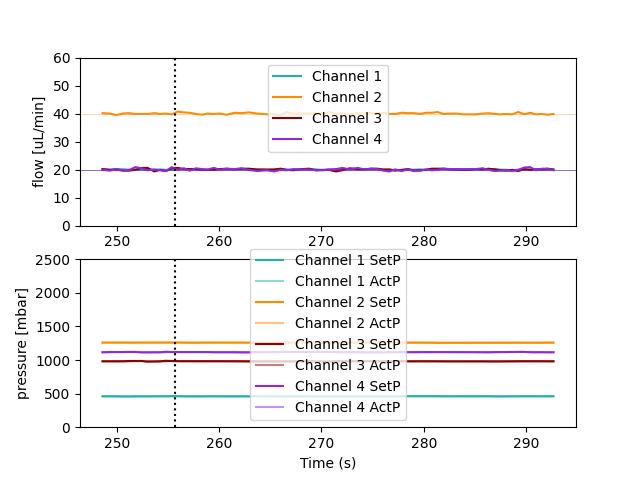 60
50
40
30
20
10
0
flow [uL/min]
Channel 1
Channel 2
Channel 3
Channel 4
250
260
270
280
290
2500
2000
1500
1000
500
0
pressure [mbar]
Channel 1 SetP
Channel 1 ActP
Channel 2 SetP
Channel 2 ActP
Channel 3 SetP
Channel 3 ActP
Channel 4 SetP
Channel 4 ActP
250
260
270
280
290
Time (s)